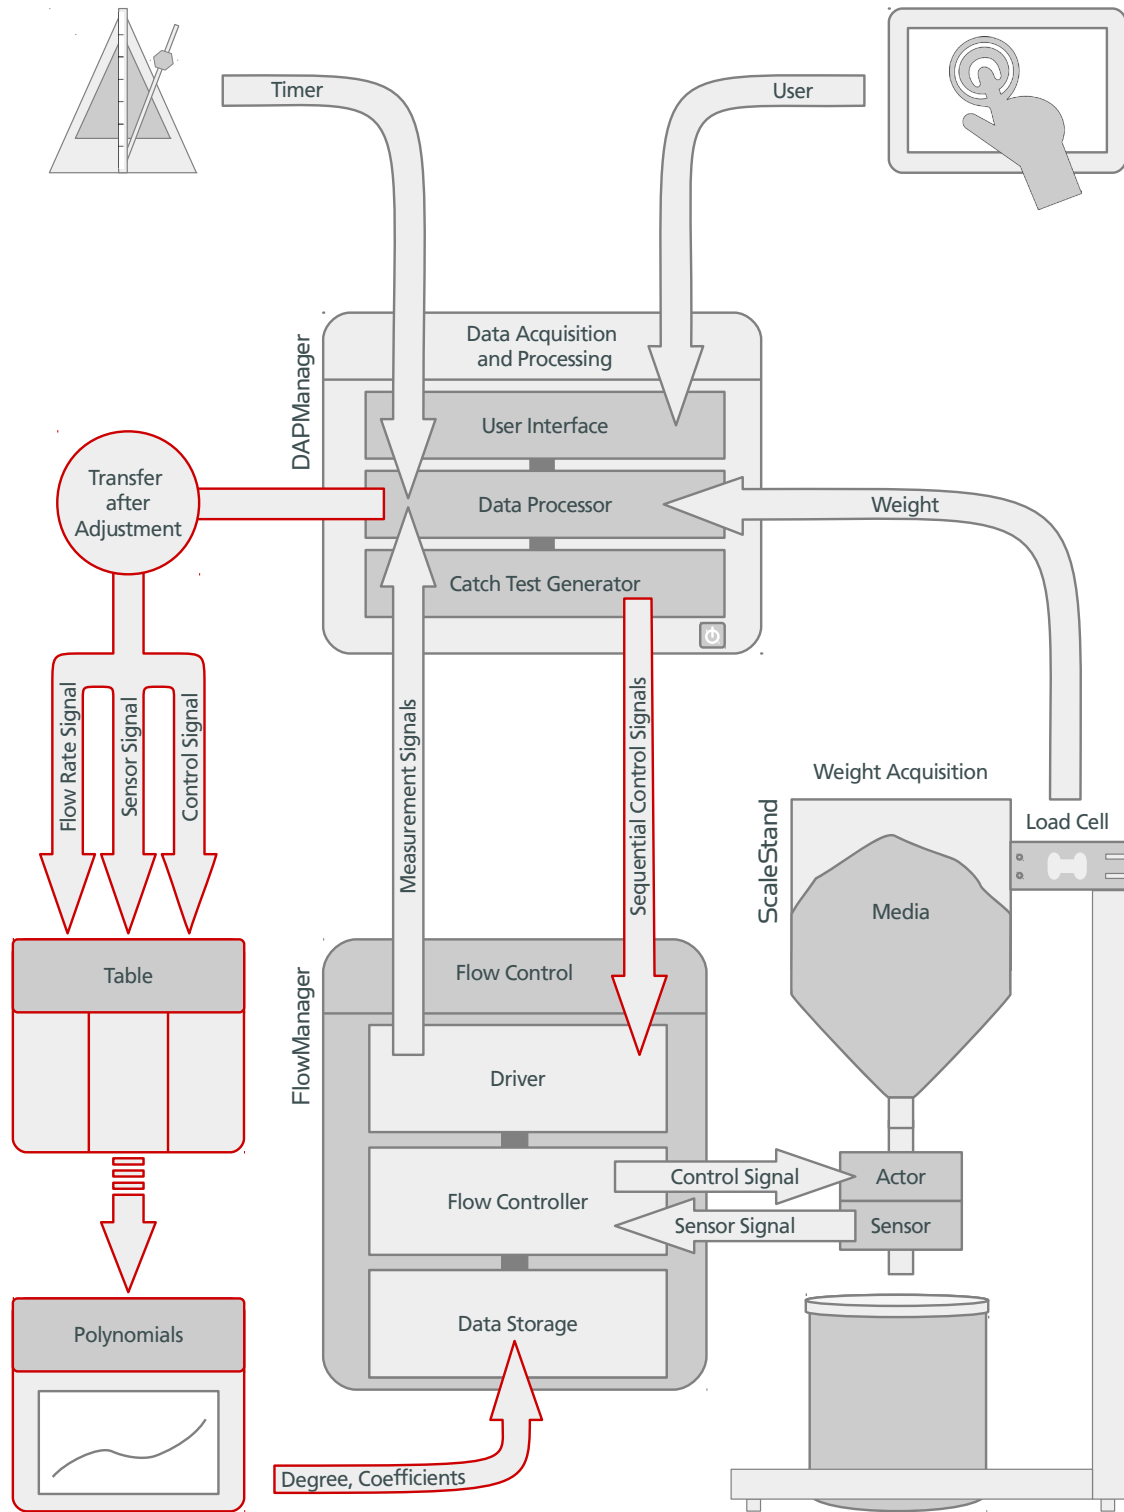 Timer
User
DAPManager
Data Acquisition
and Processing
User Interface
Data Processor
Catch Test Generator
Transfer
after
Adjustment
Weight
Flow Rate Signal
Sensor Signal
Control Signal
Measurement Signals
Sequential Control Signals
Weight Acquisition
ScaleStand
Load Cell
Media
Table
FlowManager
Flow Control
Driver
Flow Controller
Control Signal
Sensor Signal
Actor
Sensor
Data Storage
Polynomials
Degree, Coefficients